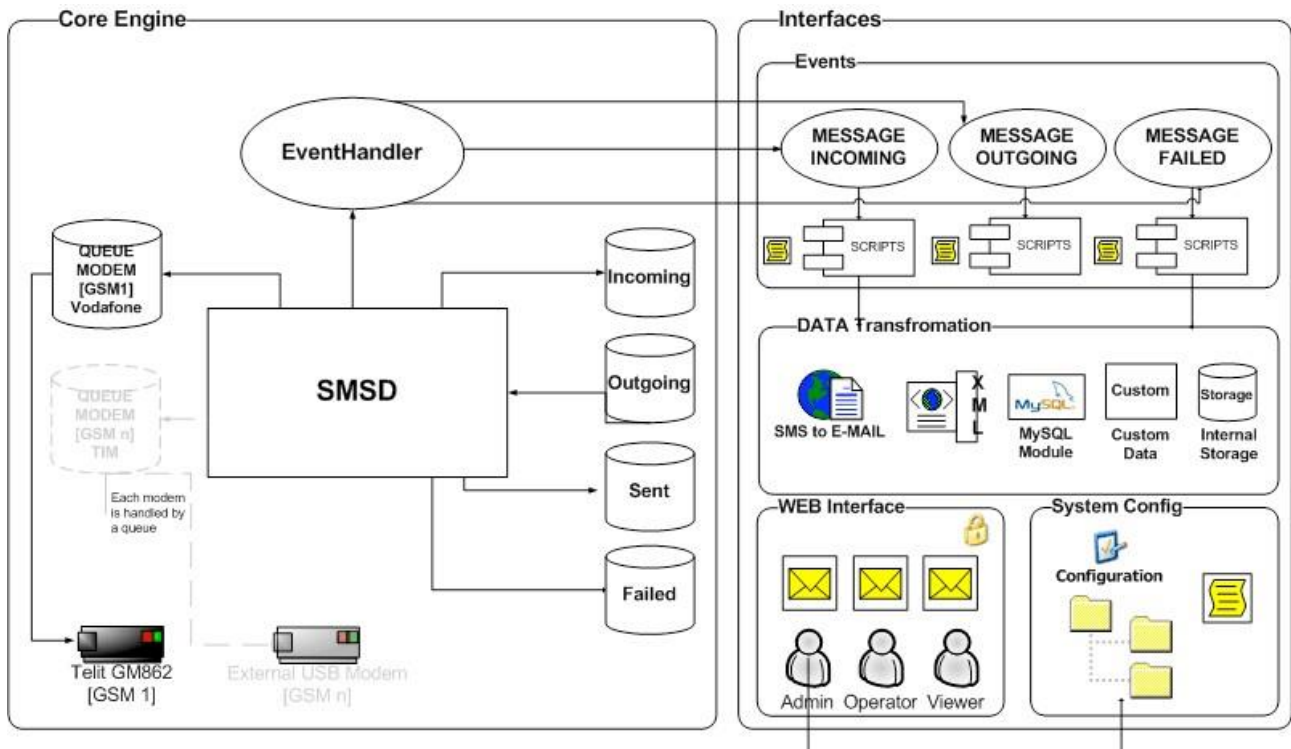 Core Engine
EventHandler
QUEUE
MODEM
[GSM1]
Vodafone
QUEUE
MODEM
[GSM n]
TIM
Each modem
is handled by
a queue
SMSD
Incoming
Outgoing
Sent
Failed
Telit GM862
[GSM 1]
External USB Modem
[GSM n]
Interfaces
Events
MESSAGE
INCOMING
MESSAGE
OUTGOING
MESSAGE
FAILED
SCRIPTS
SCRIPTS
SCRIPTS
DATA Transfromation
SMS to E-MAIL
XML
MySQL
MySQL
Module
Custom
Custom
Data
Storage
Internal
Storage
WEB Interface
Admin
Operator
Viewer
System Config
Configuration